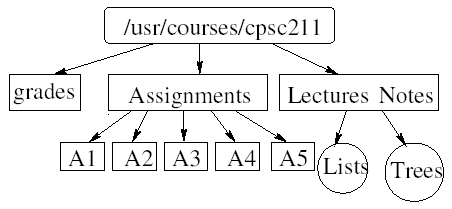 /usr/courses/cpsc211
grades
Assignments
Lectures Notes
A1
A2
A3
A4
A5
Lists
Trees